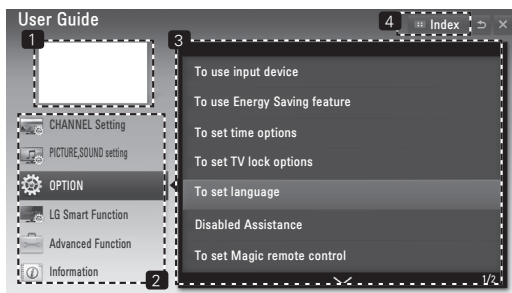 User Guide
4
Index
1
3
CHANNEL Setting
PICTURE,SOUND setting
OPTION
LG Smart Function
Advanced Function
Information
2
To use input device
To use Energy Saving feature
To set time options
To set TV lock options
To set language
Disabled Assistance
To set Magic remote control
1/2